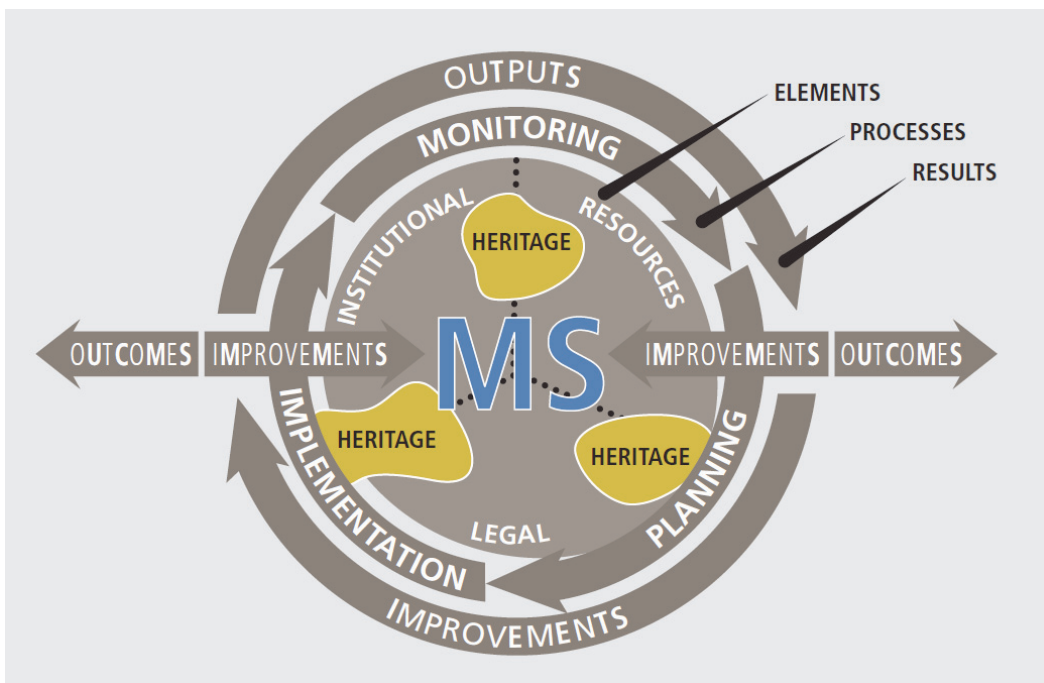 OUTPUTS
ELEMENTS
MONITORING
PROCESSES
RESULTS
INSTITUTIONAL
RESOURCES
HERITAGE
OUTCOMES
IMPROVEMENTS
MS
IMPROVEMENTS
OUTCOMES
HERITAGE
HERITAGE
IMPLEMENTATION
PLANNING
LEGAL
IMPROVEMENTS